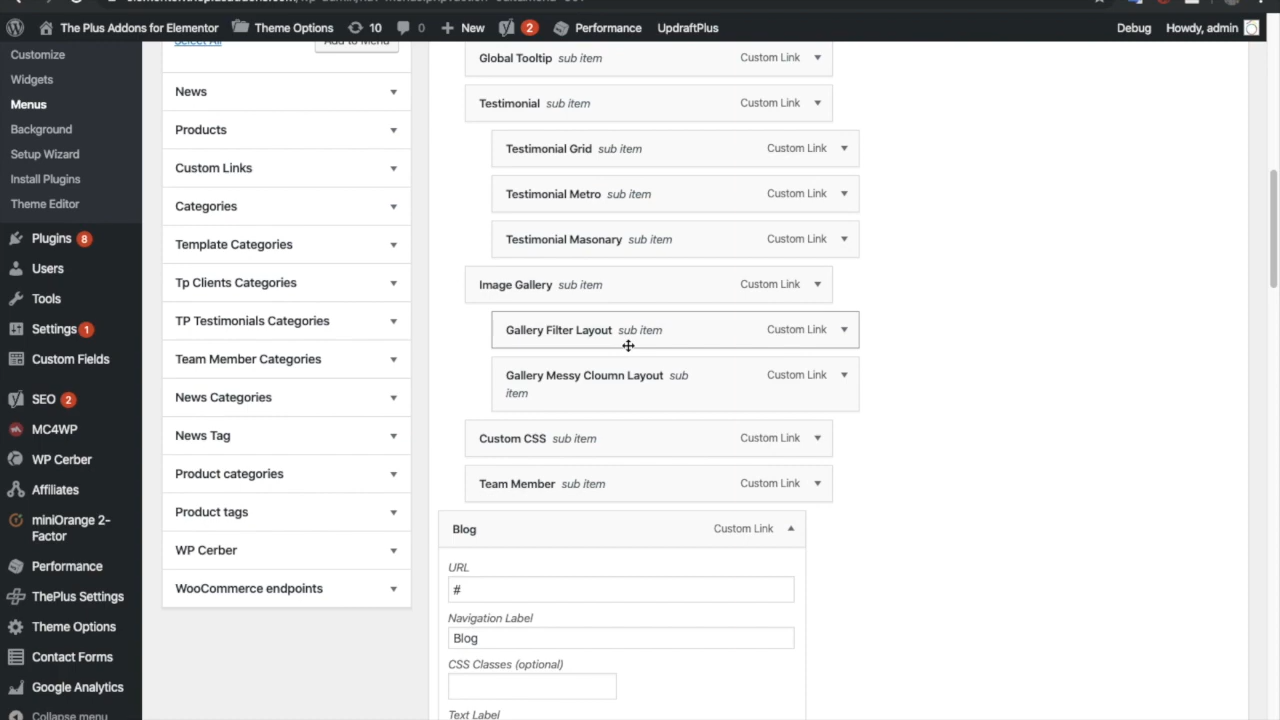 The Plus Addons for Elementor
Theme Options
10
0
New
2
Performance
UpdraftPlus
Debug
Howdy, admin
Customize
Widgets
Menus
Background
Setup Wizard
Install Plugins
Theme Editor
Plugins 8
Users
Tools
Settings 1
Custom Fields
SEO 2
MC4WP
WP Cerber
Affiliates
miniOrange 2-
Factor
Performance
ThePlus Settings
Theme Options
Contact Forms
Google Analytics
Collapse menu
Select All
Add to Menu
News
Products
Custom Links
Categories
Template Categories
Tp Clients Categories
TP Testimonials Categories
Team Member Categories
News Categories
News Tag
Product categories
Product tags
WP Cerber
WooCommerce endpoints
Global Tooltip sub item Custom Link
Testimonial sub item Custom Link
Testimonial Grid sub item Custom Link
Testimonial Metro sub item Custom Link
Testimonial Masonary sub item Custom Link
Image Gallery sub item Custom Link
Gallery Filter Layout sub item Custom Link
Gallery Messy Cloumn Layout sub Custom Link
item
Custom CSS sub item Custom Link
Team Member sub item Custom Link
Blog Custom Link
URL
#
Navigation Label
Blog
CSS Classes (optional)
Text Label